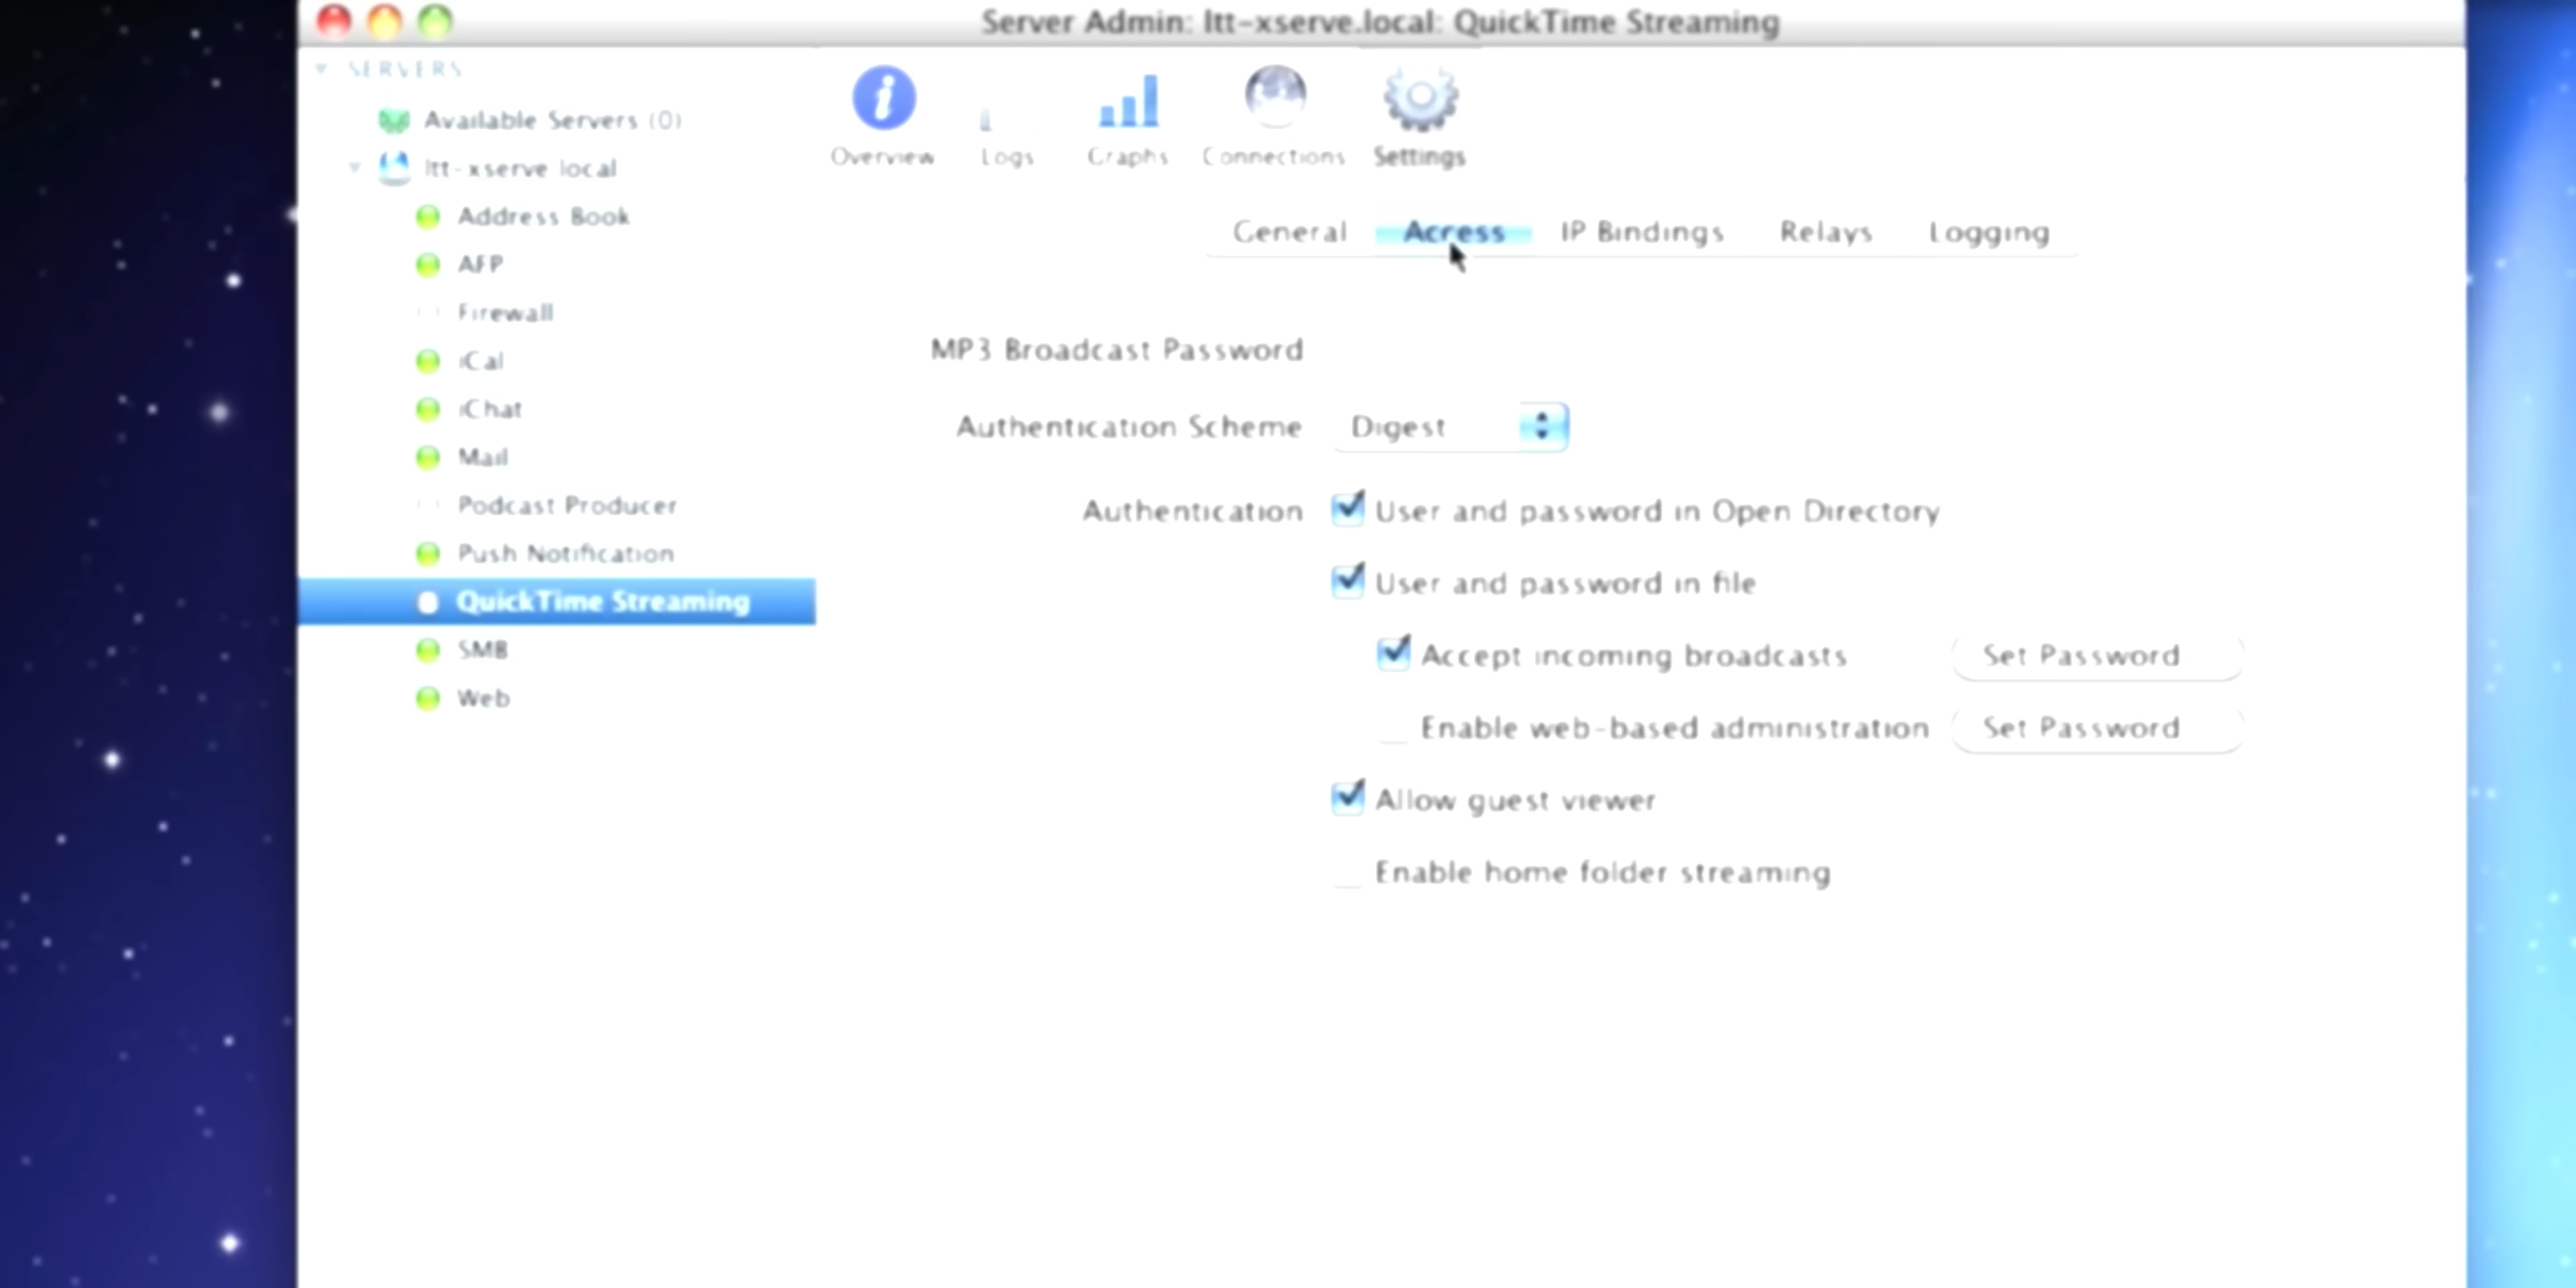 Server Admin: ltt-xserve.local: QuickTime Streaming
SERVERS
Available Servers (0)
ltt-xserve.local
Address Book
AFP
Firewall
iCal
iChat
Mail
Podcast Producer
Push Notification
QuickTime Streaming
SMB
Web
Overview Logs Graphs Connections Settings
General Access IP Bindings Relays Logging
MP3 Broadcast Password
Authentication Scheme Digest
Authentication User and password in Open Directory
User and password in file
Accept incoming broadcasts Set Password
Enable web-based administration Set Password
Allow guest viewer
Enable home folder streaming